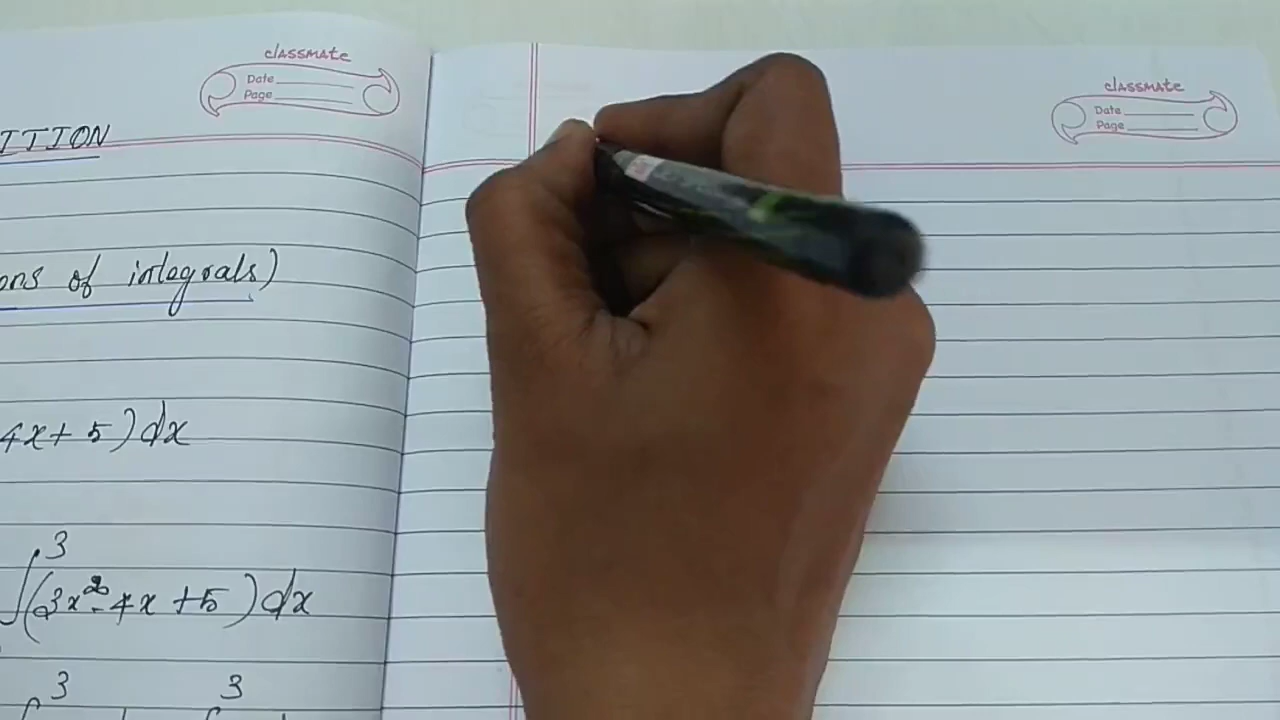 classmate
Date
Page
ITION
ons of integrals)
4x + 5) dx
3
∫(3x²-4x +5) dx
3 3
classmate
Date
Page